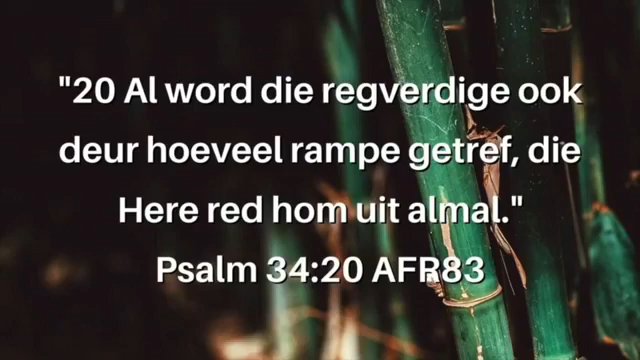 "20 Al word die regverdige ook
deur hoeveel rampe getref, die
Here red hom uit almal."
Psalm 34:20 AFR83